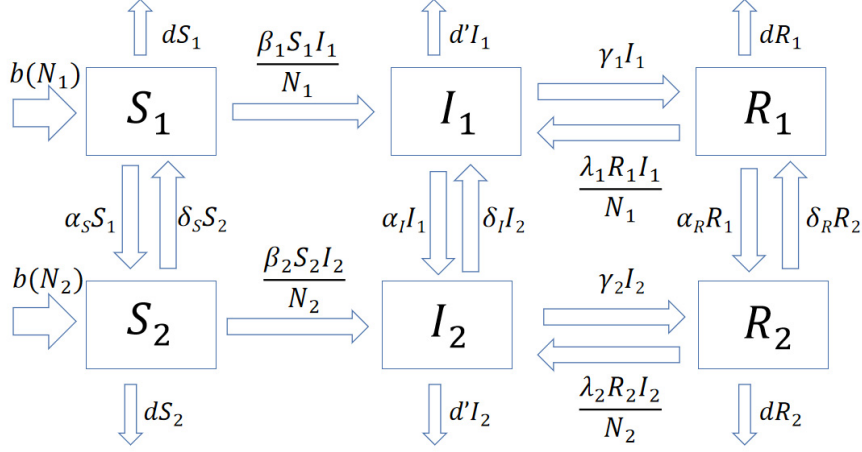 dS₁
d'I₁
dR₁
b(N₁)
β₁S₁I₁
N₁
γ₁I₁
S₁
I₁
R₁
λ₁R₁I₁
N₁
α_S S₁
δ_S S₂
α_I I₁
δ_I I₂
α_R R₁
δ_R R₂
b(N₂)
β₂S₂I₂
N₂
γ₂I₂
S₂
I₂
R₂
λ₂R₂I₂
N₂
dS₂
d'I₂
dR₂